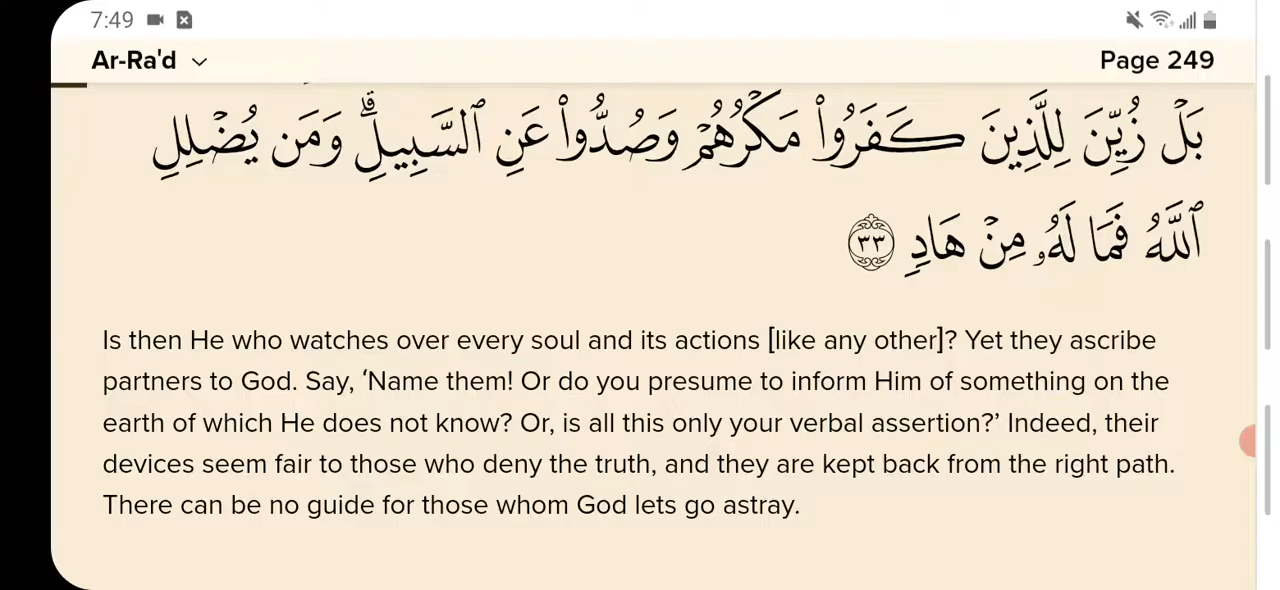 7:49
Ar-Ra'd
Page 249
بَلۡ زُيِّنَ لِلَّذِينَ كَفَرُواْ مَكۡرُهُمۡ وَصُدُّواْ عَنِ ٱلسَّبِيلِۗ وَمَن يُضۡلِلِ
ٱللَّهُ فَمَا لَهُۥ مِنۡ هَادٖ ٣٣
Is then He who watches over every soul and its actions [like any other]? Yet they ascribe
partners to God. Say, ‘Name them! Or do you presume to inform Him of something on the
earth of which He does not know? Or, is all this only your verbal assertion?’ Indeed, their
devices seem fair to those who deny the truth, and they are kept back from the right path.
There can be no guide for those whom God lets go astray.